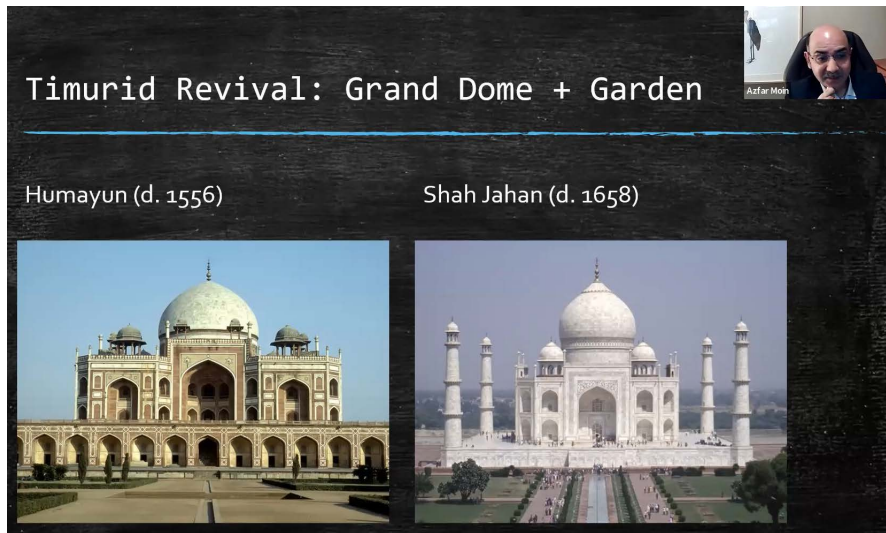 Timurid Revival: Grand Dome + Garden
Azfar Moin
Humayun (d. 1556)
Shah Jahan (d. 1658)